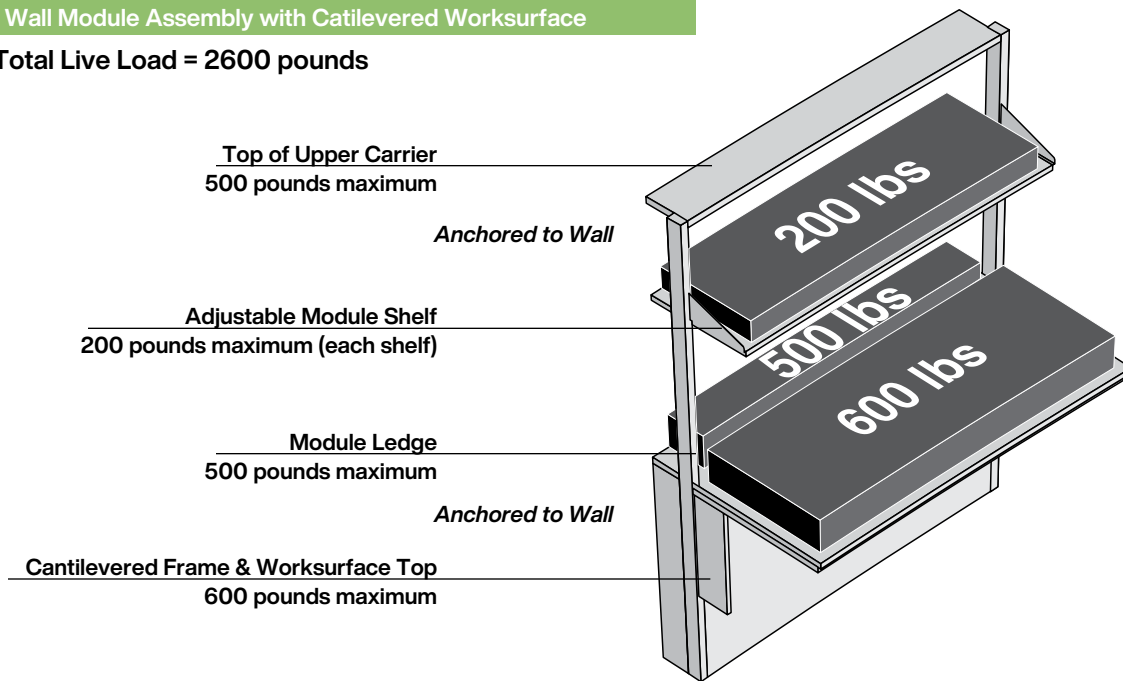 Wall Module Assembly with Catilevered Worksurface
Total Live Load = 2600 pounds
Top of Upper Carrier
500 pounds maximum
Anchored to Wall
200 lbs
Adjustable Module Shelf
200 pounds maximum (each shelf)
500 lbs
600 lbs
Module Ledge
500 pounds maximum
Anchored to Wall
Cantilevered Frame & Worksurface Top
600 pounds maximum